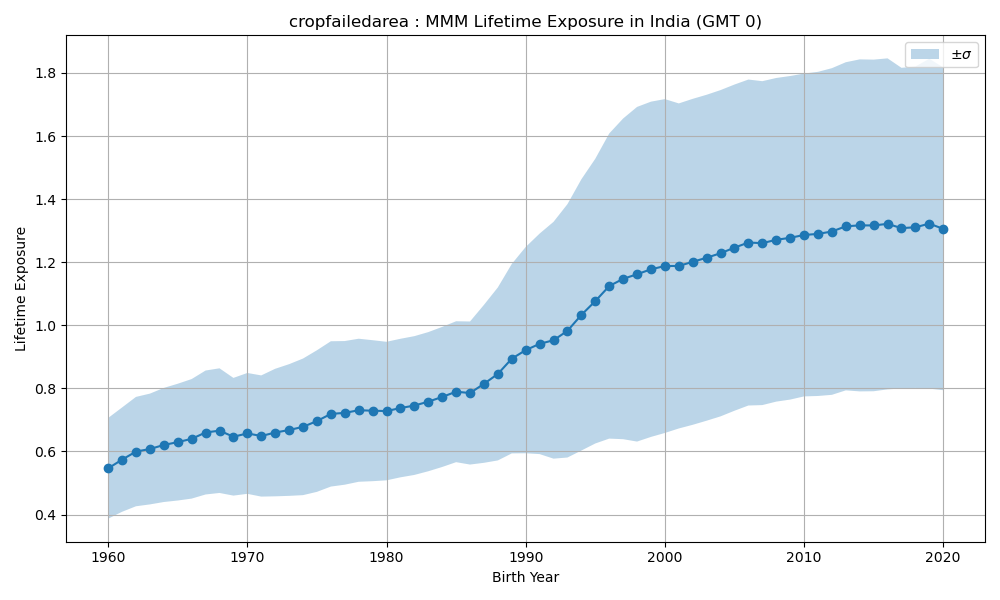 cropfailedarea : MMM Lifetime Exposure in India (GMT 0)
±σ
Lifetime Exposure
1.8
1.6
1.4
1.2
1.0
0.8
0.6
0.4
1960 1970 1980 1990 2000 2010 2020
Birth Year